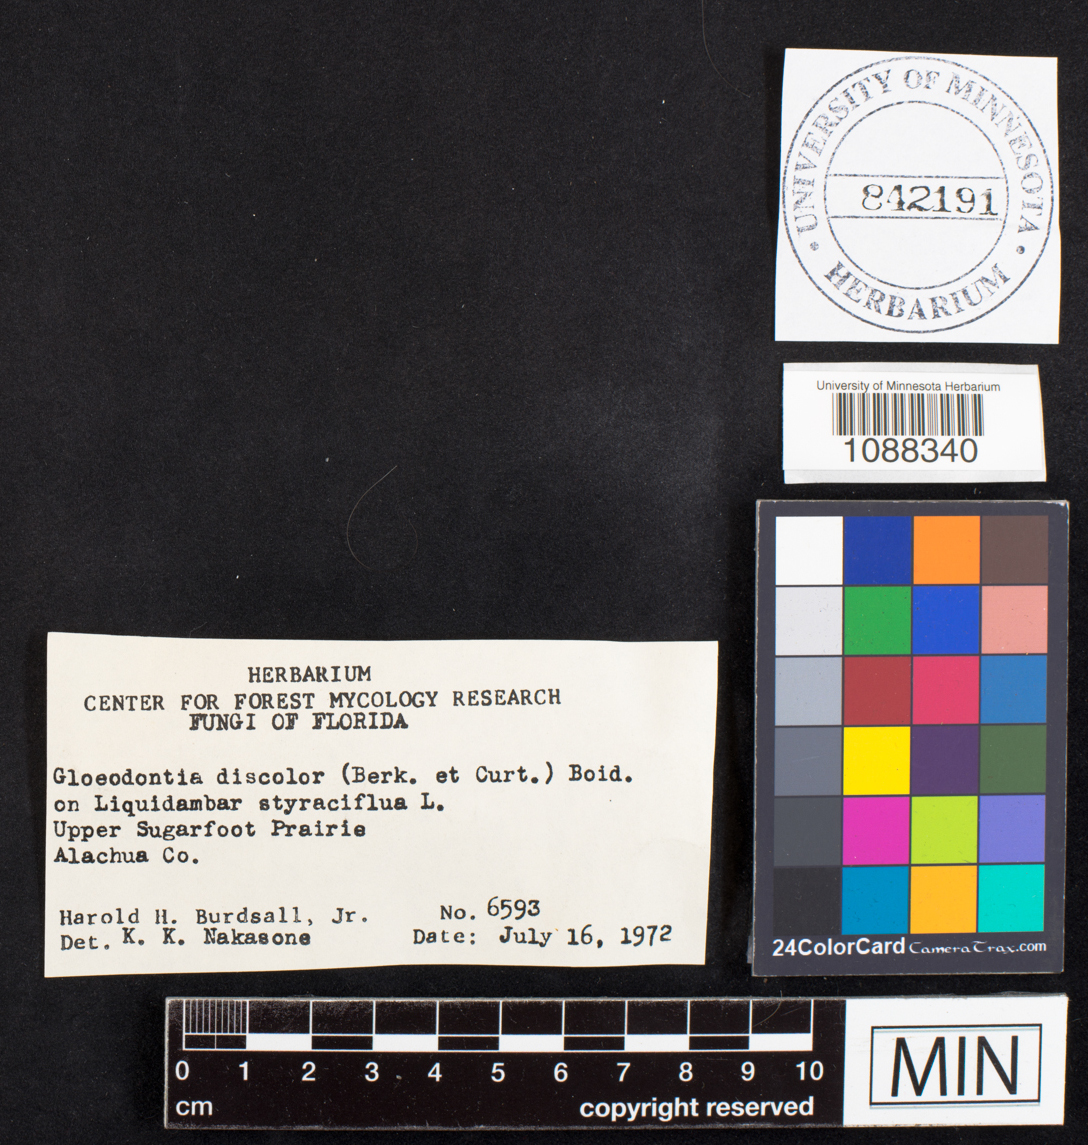 UNIVERSITY OF MINNESOTA
842191
HERBARIUM
University of Minnesota Herbarium
1088340
HERBARIUM
CENTER FOR FOREST MYCOLOGY RESEARCH
FUNGI OF FLORIDA
Gloeodontia discolor (Berk. et Curt.) Boid.
on Liquidambar styraciflua L.
Upper Sugarfoot Prairie
Alachua Co.
Harold H. Burdsall, Jr. No. 6593
Det. K. K. Nakasone Date: July 16, 1972
24ColorCard CameraTrax.com
0 1 2 3 4 5 6 7 8 9 10
cm copyright reserved
MIN